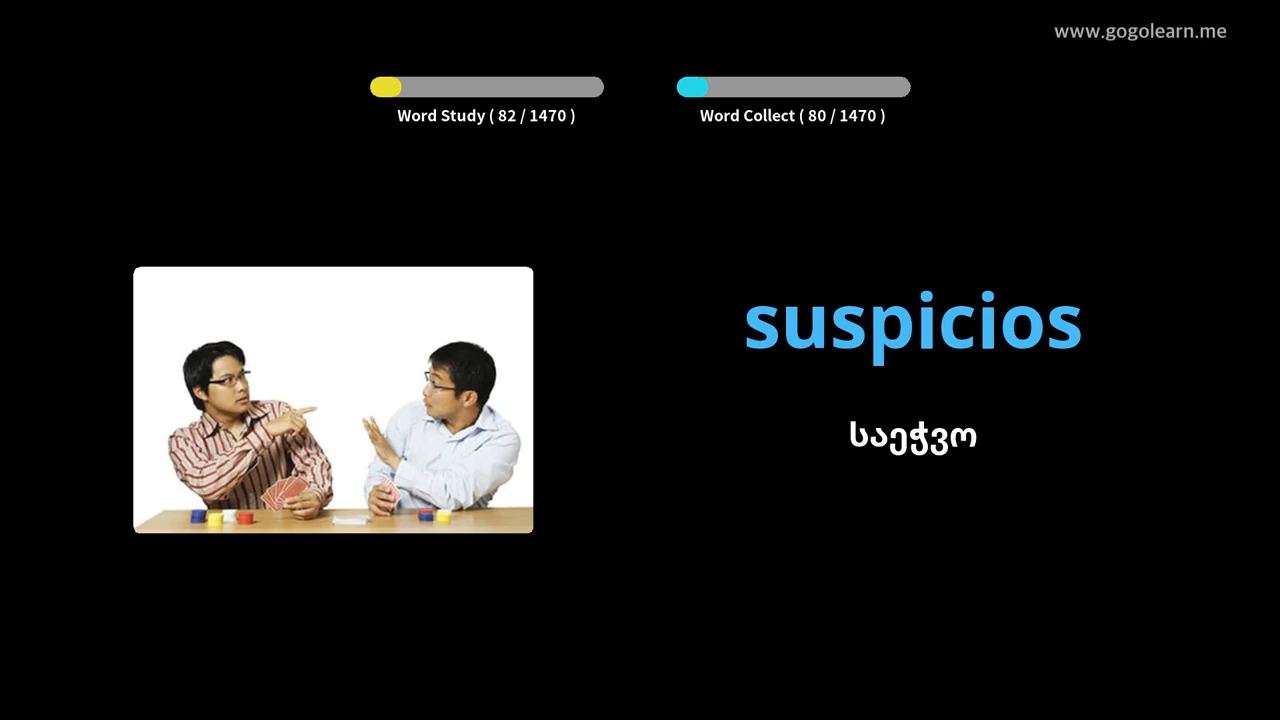 www.gogolearn.me
Word Study ( 82 / 1470 )
Word Collect ( 80 / 1470 )
suspicios
საეჭვო